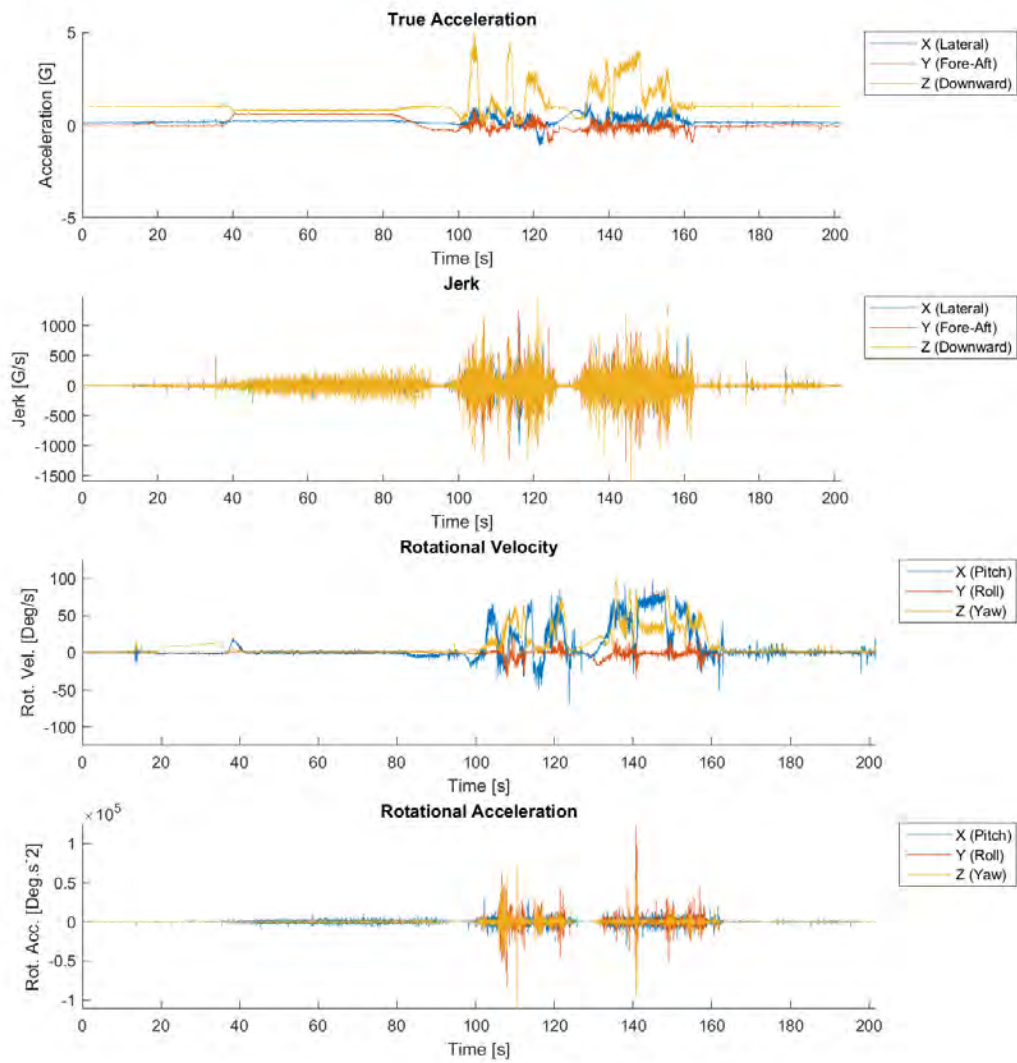 True Acceleration
5
0
-5
Acceleration [G]
0 20 40 60 80 100 120 140 160 180 200
Time [s]
X (Lateral)
Y (Fore-Aft)
Z (Downward)
Jerk
1000
500
0
-500
-1000
-1500
Jerk [G/s]
0 20 40 60 80 100 120 140 160 180 200
Time [s]
X (Lateral)
Y (Fore-Aft)
Z (Downward)
Rotational Velocity
100
50
0
-50
-100
Rot. Vel. [Deg/s]
0 20 40 60 80 100 120 140 160 180 200
Time [s]
X (Pitch)
Y (Roll)
Z (Yaw)
Rotational Acceleration
×10^5
1
0.5
0
-0.5
-1
Rot. Acc. [Deg.s^2]
0 20 40 60 80 100 120 140 160 180 200
Time [s]
X (Pitch)
Y (Roll)
Z (Yaw)